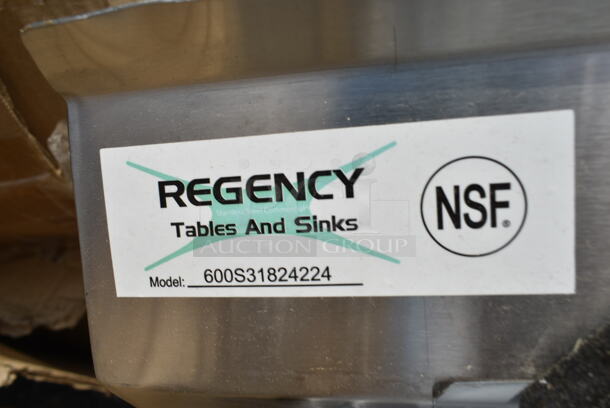 REGENCY
Tables And Sinks
AUCTION GROUP
Model: 600S31824224
NSF®